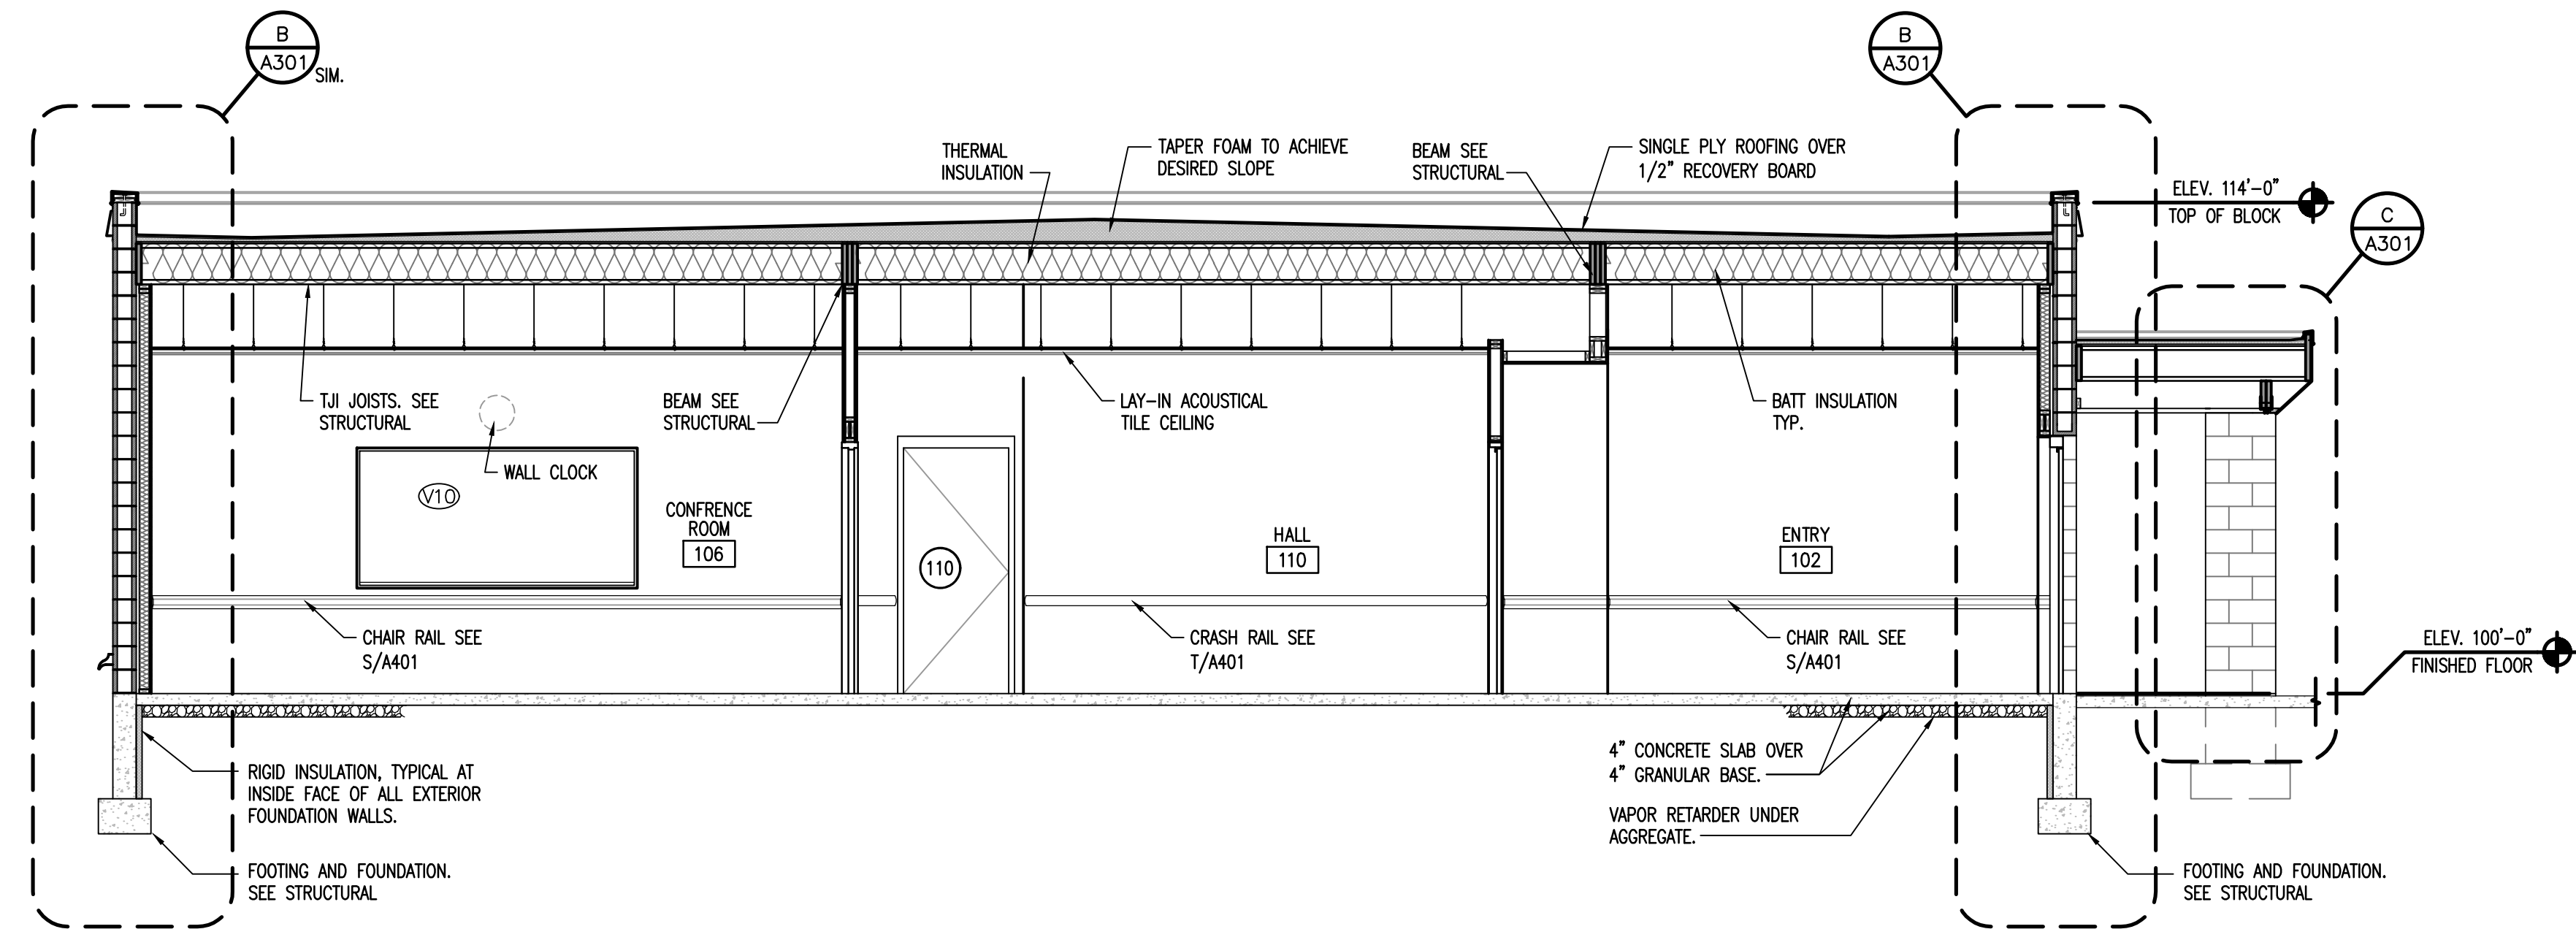 B
A301
SIM.
B
A301
THERMAL
INSULATION
TAPER FOAM TO ACHIEVE
DESIRED SLOPE
BEAM SEE
STRUCTURAL
SINGLE PLY ROOFING OVER
1/2" RECOVERY BOARD
ELEV. 114'-0"
TOP OF BLOCK
C
A301
TJI JOISTS. SEE
STRUCTURAL
BEAM SEE
STRUCTURAL
LAY-IN ACOUSTICAL
TILE CEILING
BATT INSULATION
TYP.
WALL CLOCK
V10
CONFRENCE
ROOM
106
110
HALL
110
ENTRY
102
CHAIR RAIL SEE
S/A401
CRASH RAIL SEE
T/A401
CHAIR RAIL SEE
S/A401
ELEV. 100'-0"
FINISHED FLOOR
RIGID INSULATION, TYPICAL AT
INSIDE FACE OF ALL EXTERIOR
FOUNDATION WALLS.
4" CONCRETE SLAB OVER
4" GRANULAR BASE.
VAPOR RETARDER UNDER
AGGREGATE.
FOOTING AND FOUNDATION.
SEE STRUCTURAL
FOOTING AND FOUNDATION.
SEE STRUCTURAL